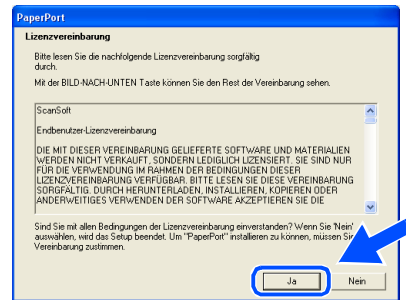 PaperPort
Lizenzvereinbarung
Bitte lesen Sie die nachfolgende Lizenzvereinbarung sorgfältig
durch.
Mit der BILD-NACH-UNTEN Taste können Sie den Rest der Vereinbarung sehen.
ScanSoft
Endbenutzer-Lizenzvereinbarung
DIE MIT DIESER VEREINBARUNG GELIEFERTE SOFTWARE UND MATERIALIEN
WERDEN NICHT VERKAUFT, SONDERN LEDIGLICH LIZENSIERT. SIE SIND NUR
FÜR DIE VERWENDUNG IM RAHMEN DER BEDINGUNGEN DIESER
LIZENZVEREINBARUNG VERFÜGBAR. BITTE LESEN SIE DIESE VEREINBARUNG
SORGFÄLTIG. DURCH HERUNTERLADEN, INSTALLIEREN, KOPIEREN ODER
ANDERWEITIGES VERWENDEN DER SOFTWARE AKZEPTIEREN SIE DIE
Sind Sie mit allen Bedingungen der Lizenzvereinbarung einverstanden? Wenn Sie 'Nein'
auswählen, wird das Setup beendet. Um "PaperPort" installieren zu können, müssen Sie
Vereinbarung zustimmen.
Ja
Nein